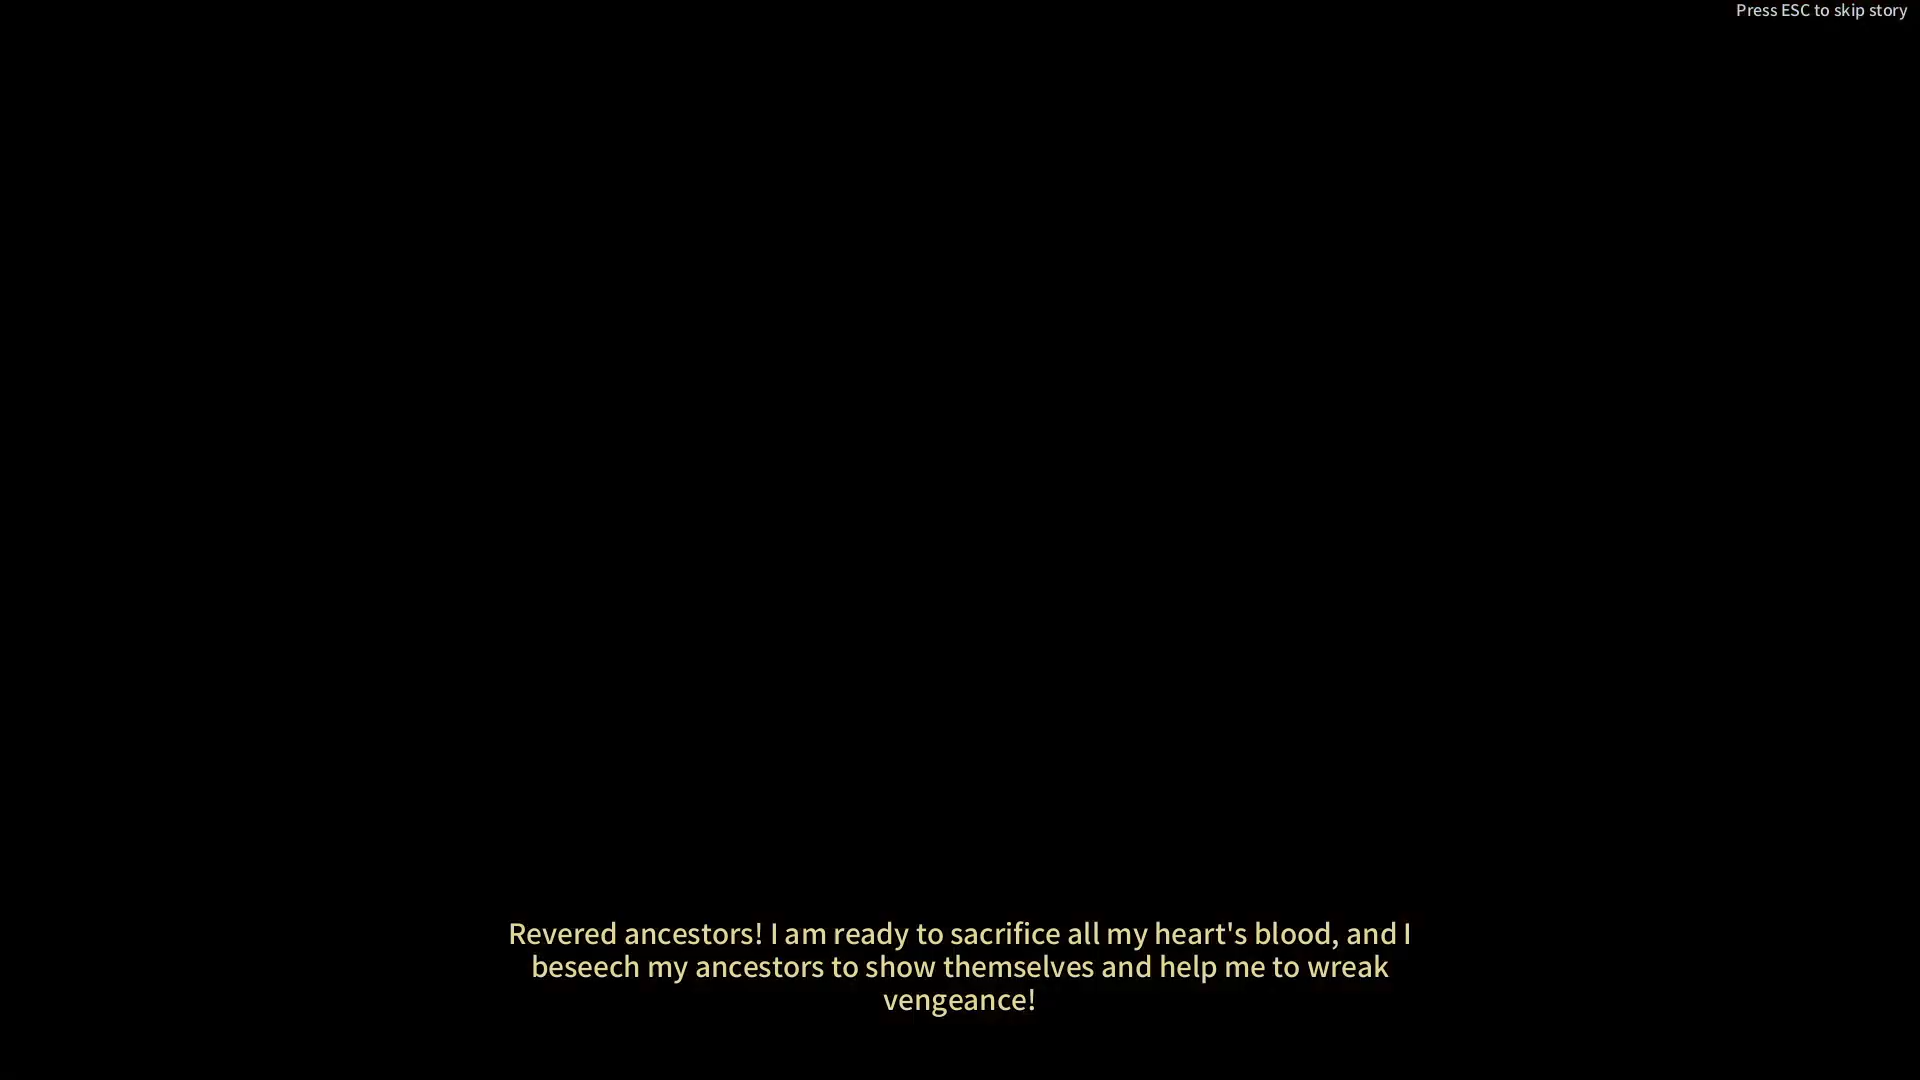 Press ESC to skip story
Revered ancestors! I am ready to sacrifice all my heart's blood, and I
beseech my ancestors to show themselves and help me to wreak
vengeance!